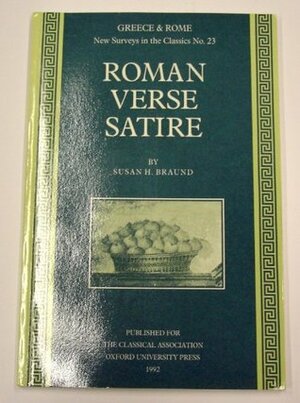 GREECE & ROME
New Surveys in the Classics No. 23
ROMAN
VERSE
SATIRE
BY
SUSAN H. BRAUND
PUBLISHED FOR
THE CLASSICAL ASSOCIATION
OXFORD UNIVERSITY PRESS
1992